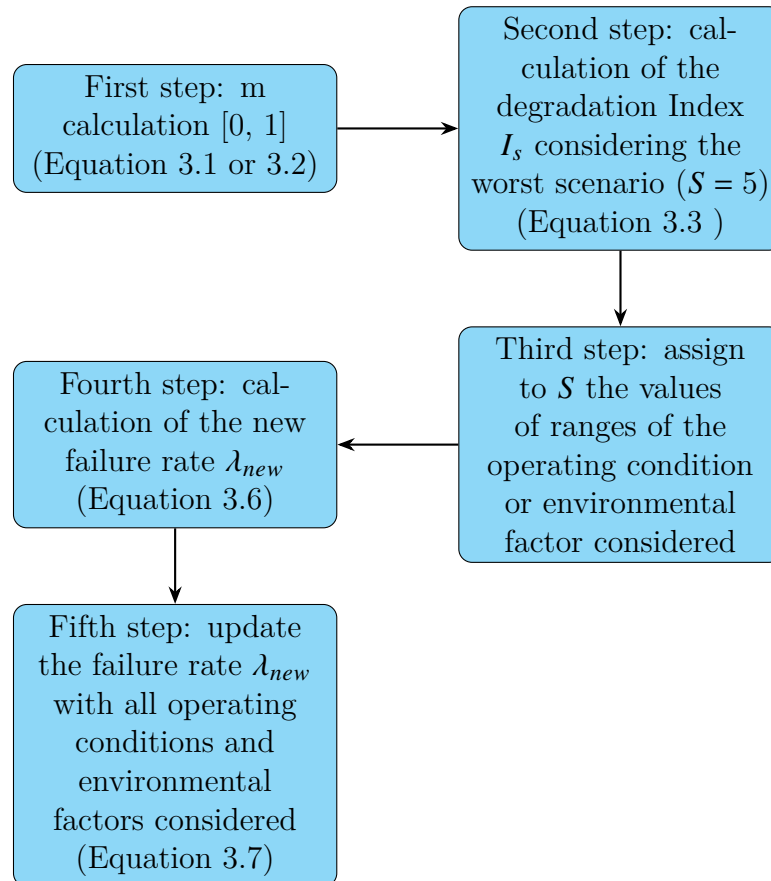 First step: m
calculation [0, 1]
(Equation 3.1 or 3.2)
Second step: cal-
culation of the
degradation Index
I_s considering the
worst scenario (S = 5)
(Equation 3.3 )
Third step: assign
to S the values
of ranges of the
operating condition
or environmental
factor considered
Fourth step: cal-
culation of the new
failure rate λ_new
(Equation 3.6)
Fifth step: update
the failure rate λ_new
with all operating
conditions and
environmental
factors considered
(Equation 3.7)